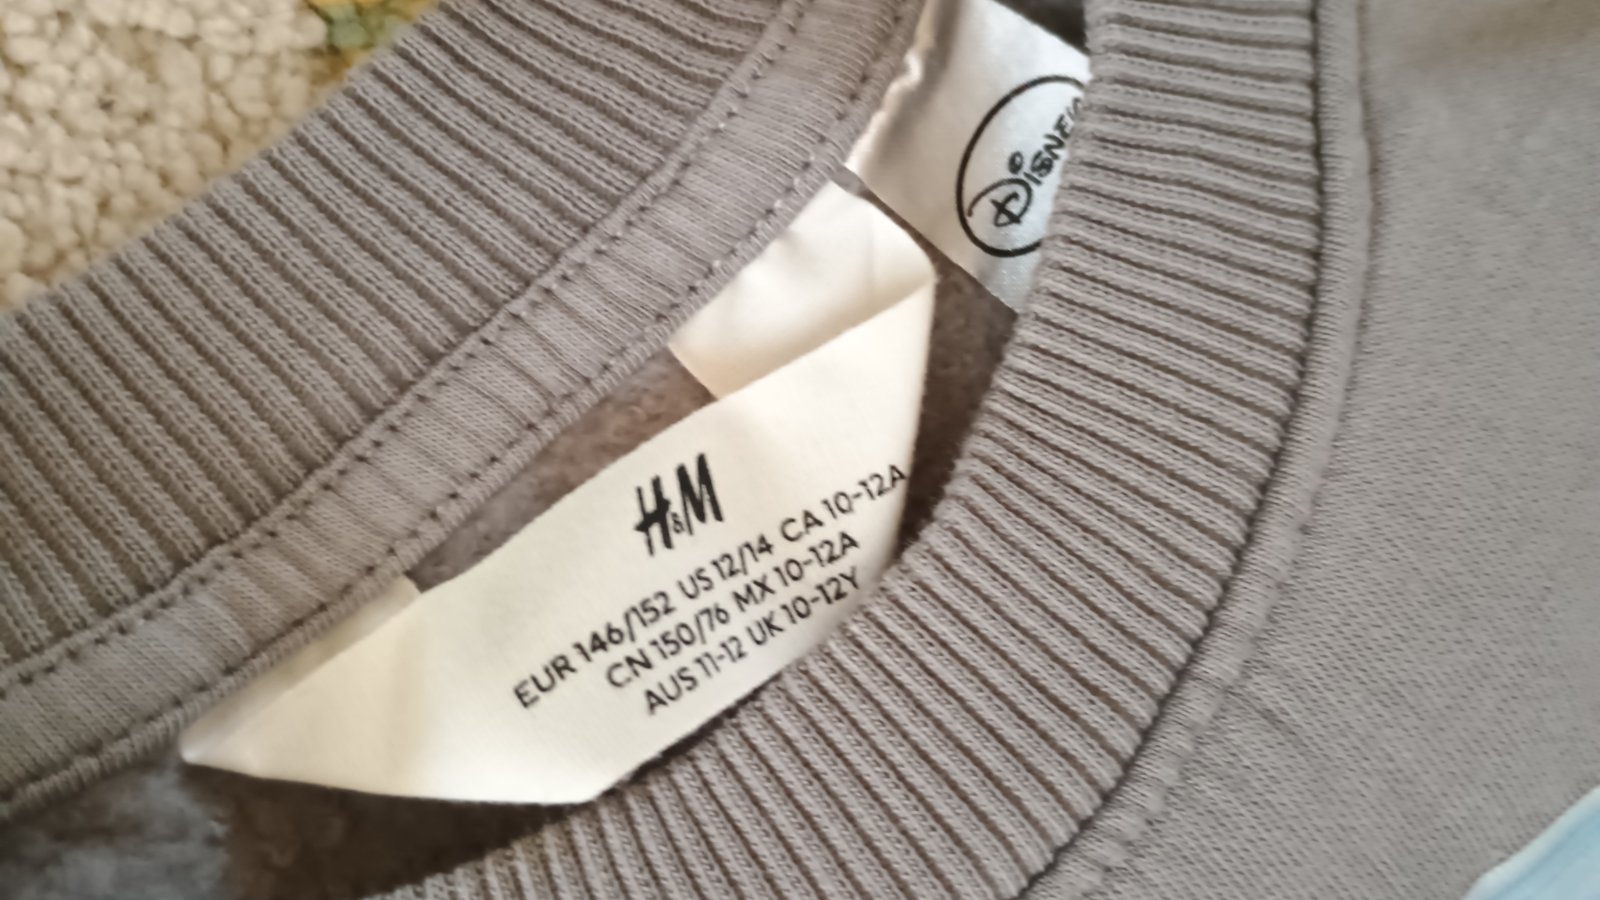 DISNEY
H&M
EUR 146/152 US 12/14 CA 10-12A
CN 150/76 MX 10-12A
AUS 11-12 UK 10-12Y